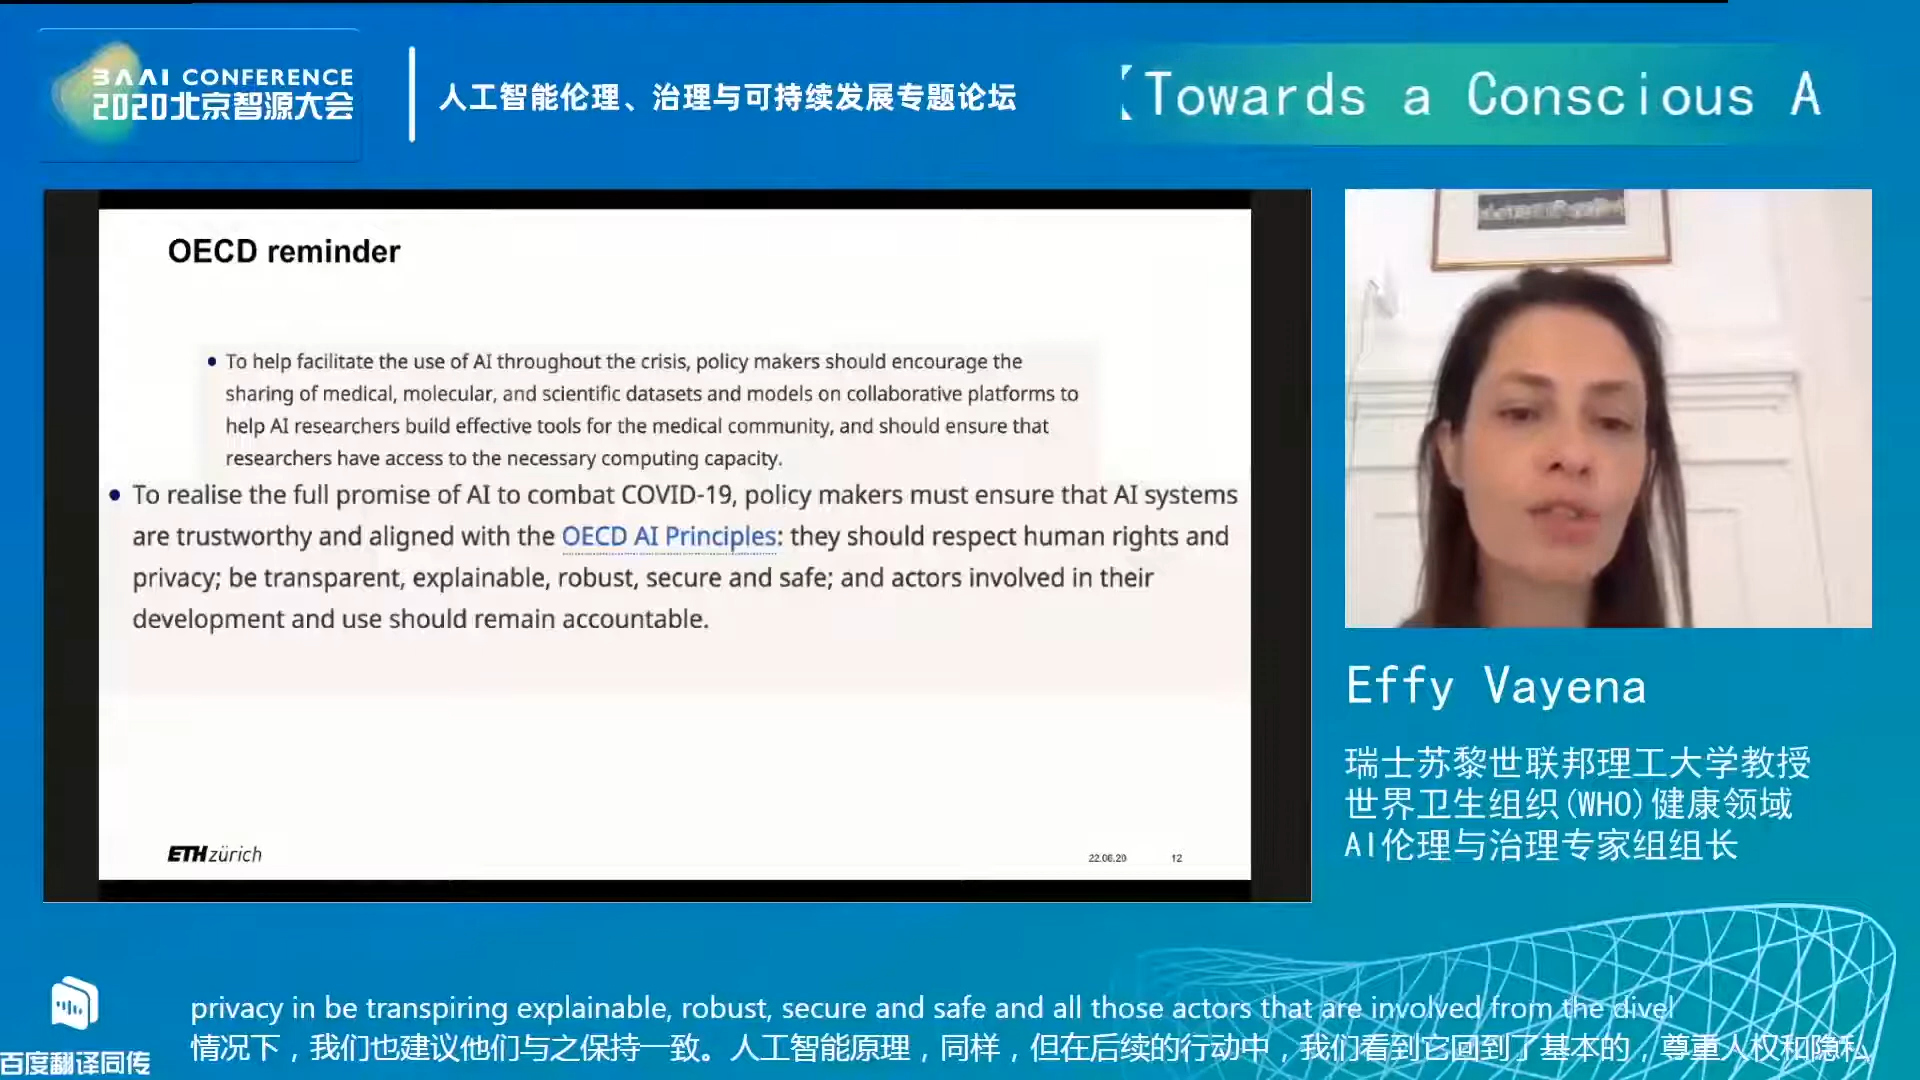 BAAI CONFERENCE
2020北京智源大会
人工智能伦理、治理与可持续发展专题论坛
Towards a Conscious A
OECD reminder
To help facilitate the use of AI throughout the crisis, policy makers should encourage the
sharing of medical, molecular, and scientific datasets and models on collaborative platforms to
help AI researchers build effective tools for the medical community, and should ensure that
researchers have access to the necessary computing capacity.
To realise the full promise of AI to combat COVID-19, policy makers must ensure that AI systems
are trustworthy and aligned with the OECD AI Principles: they should respect human rights and
privacy; be transparent, explainable, robust, secure and safe; and actors involved in their
development and use should remain accountable.
ETH zürich
22.06.20
12
Effy Vayena
瑞士苏黎世联邦理工大学教授
世界卫生组织(WHO)健康领域
AI伦理与治理专家组组长
privacy in be transpiring explainable, robust, secure and safe and all those actors that are involved from the divel
情况下，我们也建议他们与之保持一致。人工智能原理，同样，但在后续的行动中，我们看到它回到了基本的，尊重人权和隐私
百度翻译同传